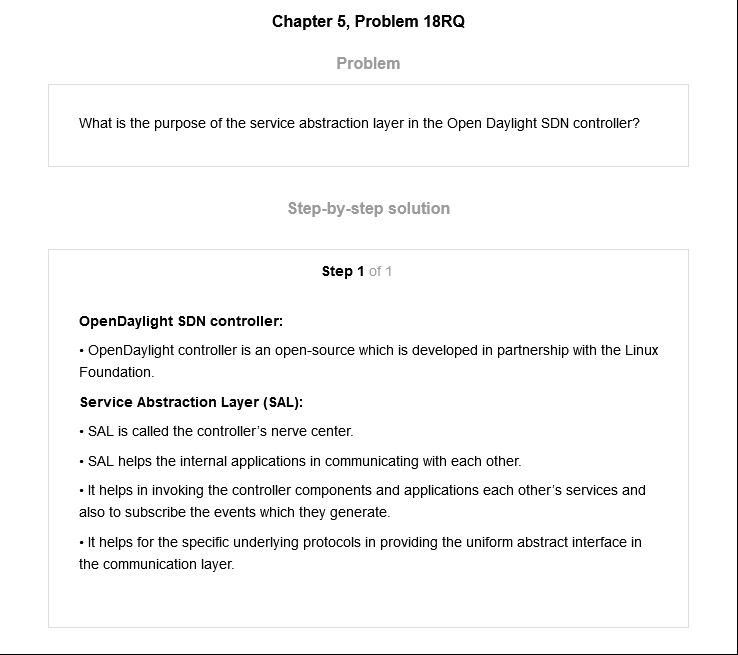 Chapter 5, Problem 18RQ
Problem
What is the purpose of the service abstraction layer in the Open Daylight SDN controller?
Step-by-step solution
Step 1 of 1
OpenDaylight SDN controller:
• OpenDaylight controller is an open-source which is developed in partnership with the Linux
Foundation.
Service Abstraction Layer (SAL):
• SAL is called the controller's nerve center.
• SAL helps the internal applications in communicating with each other.
• It helps in invoking the controller components and applications each other's services and
also to subscribe the events which they generate.
• It helps for the specific underlying protocols in providing the uniform abstract interface in
the communication layer.